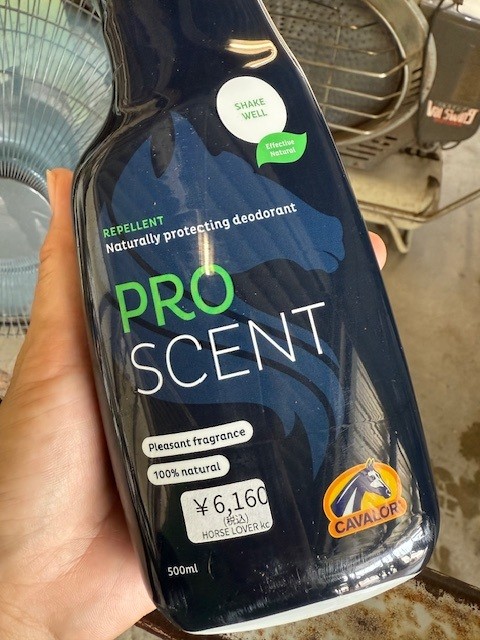 SHAKE
WELL
Effective
Natural
REPELLENT
Naturally protecting deodorant
PRO
SCENT
Pleasant fragrance
100% natural
¥6,160
(税込)
HORSE LOVER kc
CAVALOR
500ml